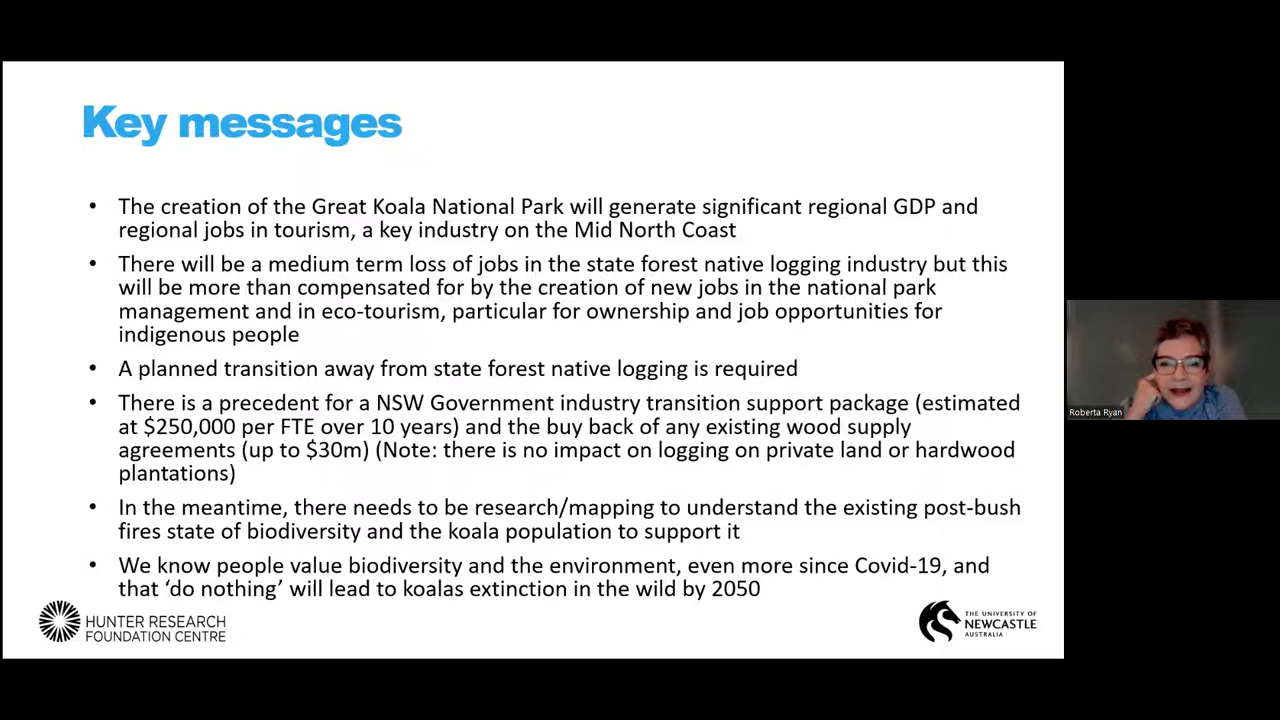 Key messages
• The creation of the Great Koala National Park will generate significant regional GDP and
regional jobs in tourism, a key industry on the Mid North Coast
• There will be a medium term loss of jobs in the state forest native logging industry but this
will be more than compensated for by the creation of new jobs in the national park
management and in eco-tourism, particular for ownership and job opportunities for
indigenous people
• A planned transition away from state forest native logging is required
• There is a precedent for a NSW Government industry transition support package (estimated
at $250,000 per FTE over 10 years) and the buy back of any existing wood supply
agreements (up to $30m) (Note: there is no impact on logging on private land or hardwood
plantations)
• In the meantime, there needs to be research/mapping to understand the existing post-bush
fires state of biodiversity and the koala population to support it
• We know people value biodiversity and the environment, even more since Covid-19, and
that ‘do nothing’ will lead to koalas extinction in the wild by 2050
HUNTER RESEARCH
FOUNDATION CENTRE
THE UNIVERSITY OF
NEWCASTLE
AUSTRALIA
Roberta Ryan